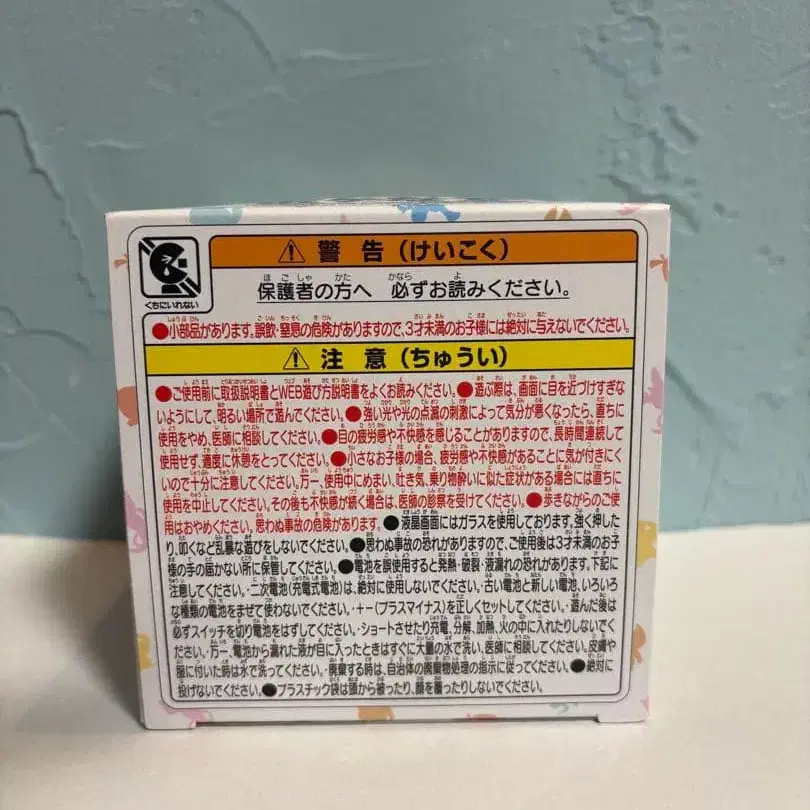 くちにいれない
警告（けいこく）
保護者の方へ 必ずお読みください。
●小部品があります。誤飲・窒息の危険がありますので、3才未満のお子様には絶対に与えないでください。
注意（ちゅうい）
●ご使用前に取扱説明書とWEB遊び方説明書をよくお読みください。●遊ぶ際は、画面に目を近づけすぎな
いようにして、明るい場所で遊んでください。●強い光や光の点滅の刺激によって気分が悪くなったら、直ちに
使用をやめ、医師に相談してください。●目の疲労感や不快感を感じることがありますので、長時間連続して
使用せず、適度に休憩をとってください。●小さなお子様の場合、疲労感や不快感があることに気が付きにく
いので十分に注意してください。万一、使用中にめまい、吐き気、乗り物酔いに似た症状がある場合には直ちに
使用を中止してください。その後も不快感が続く場合は、医師の診察を受けてください。●歩きながらのご使
用はおやめください。思わぬ事故の危険があります。●液晶画面にはガラスを使用しております。強く押した
り、叩くなど乱暴な遊びをしないでください。●思わぬ事故の恐れがありますので、ご使用後は3才未満のお子
様の手の届かない所に保管してください。●電池を誤使用すると発熱・破裂・液漏れの恐れがあります。下記に
注意してください。・二次電池（充電式電池）は、絶対に使用しないでください。・古い電池と新しい電池、いろいろ
な種類の電池をまぜて使わないでください。・＋－（プラスマイナス）を正しくセットしてください。・遊んだ後は
必ずスイッチを切り電池をはずしてください。・ショートさせたり充電、分解、加熱、火の中に入れたりしないでく
ださい。・万一、電池から漏れた液が目に入ったときはすぐに大量の水で洗い、医師に相談してください。皮膚や
服に付いた時は水で洗ってください。・廃棄する時は、自治体の廃棄物処理の指示に従ってください。●絶対に
投げないでください。●プラスチック袋は頭から被ったり、顔を覆ったりしないでください。